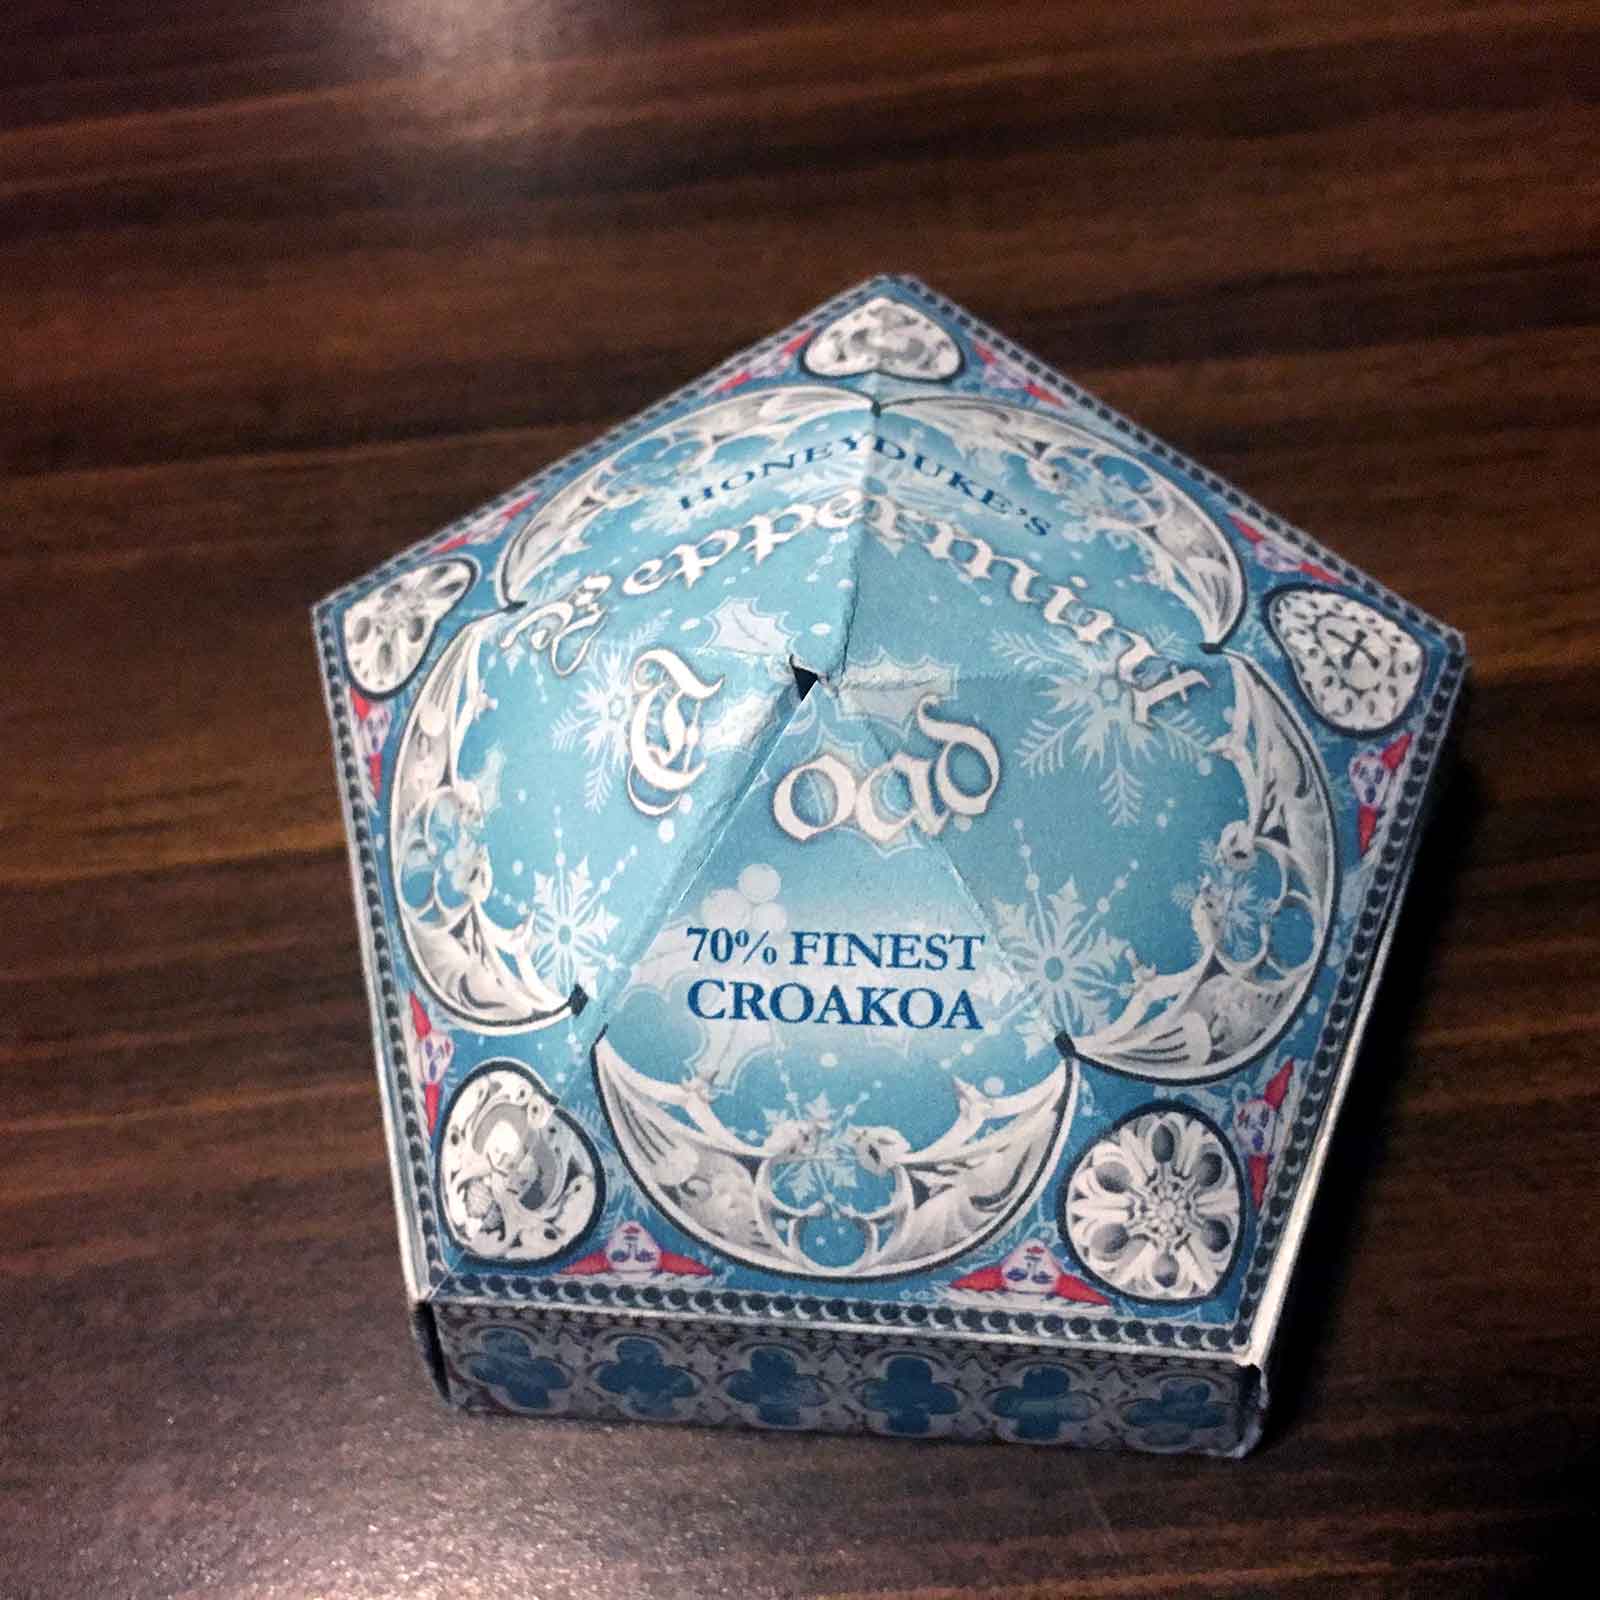 HONEYDUKE'S
Peppermint
Toad
70% FINEST
CROAKOA